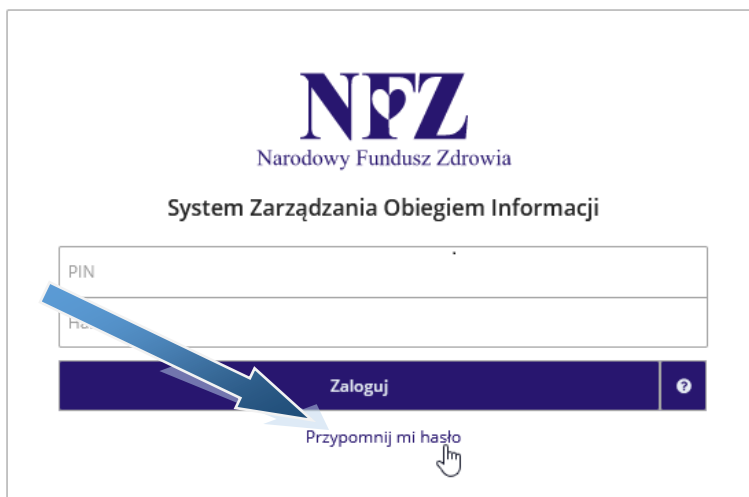 NFZ
Narodowy Fundusz Zdrowia
System Zarządzania Obiegiem Informacji
PIN
Zaloguj
?
Przypomnij mi hasło